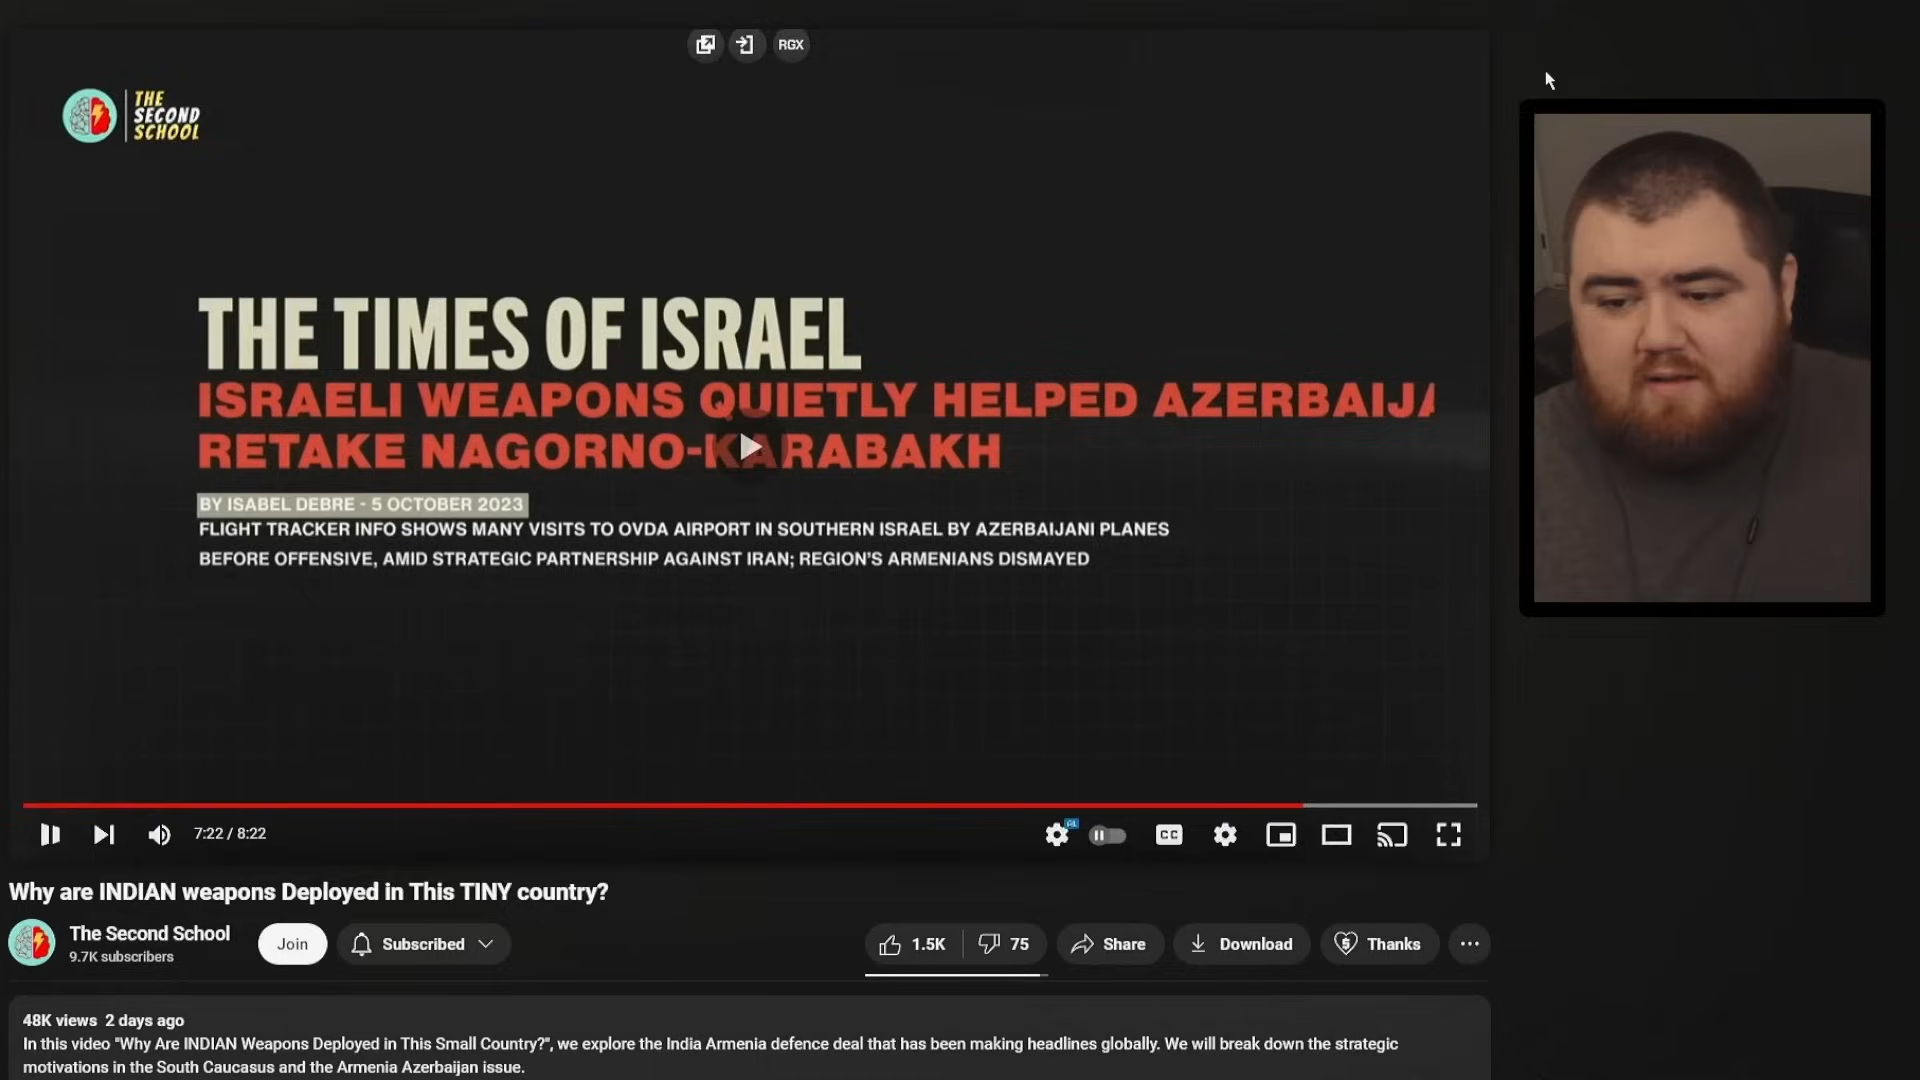 RGX
THE
SECOND
SCHOOL
THE TIMES OF ISRAEL
ISRAELI WEAPONS QUIETLY HELPED
RETAKE NAGORNO-KARABAKH
BY ISABEL DEBRE - 5 OCTOBER 2023
FLIGHT TRACKER INFO SHOWS MANY VISITS TO OVDA AIRPORT IN SOUTHERN ISRAEL BY AZERBAIJANI PLANES
BEFORE OFFENSIVE, AMID STRATEGIC PARTNERSHIP AGAINST IRAN; REGION'S ARMENIANS DISMAYED
7:22 / 8:22
CC
Why are INDIAN weapons Deployed in This TINY country?
The Second School
9.7K subscribers
Join
Subscribed
1.5K
75
Share
Download
Thanks
48K views 2 days ago
In this video "Why Are INDIAN Weapons Deployed in This Small Country?", we explore the India Armenia defence deal that has been making headlines globally. We will break down the strategic
motivations in the South Caucasus and the Armenia Azerbaijan issue.